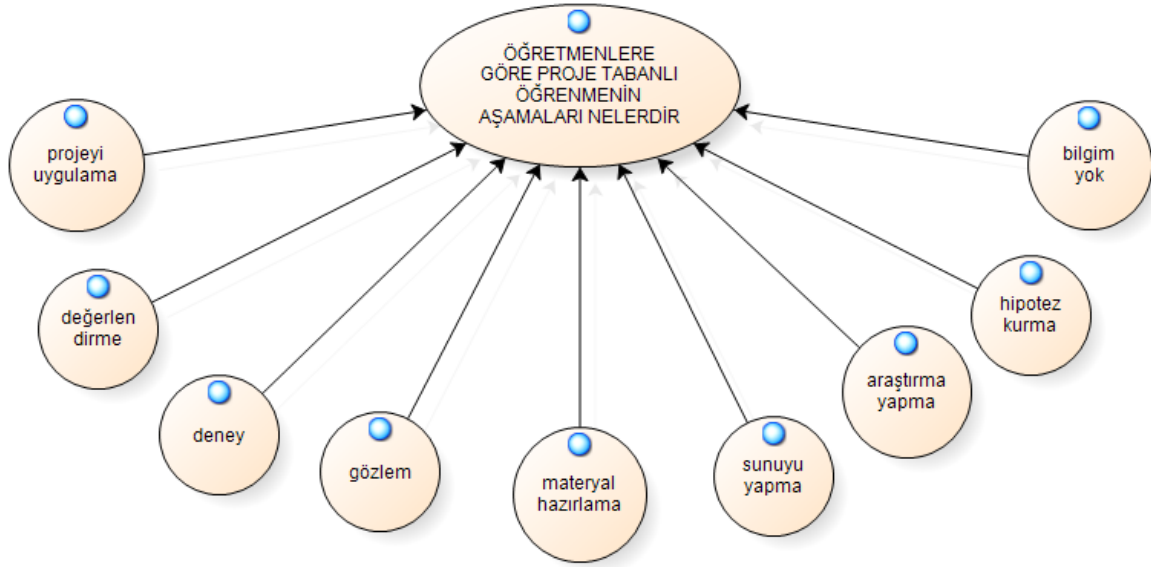 ÖĞRETMENLERE
GÖRE PROJE TABANLI
ÖĞRENMENİN
AŞAMALARI NELERDİR
projeyi
uygulama
değerlen
dirme
deney
gözlem
materyal
hazırlama
sunuyu
yapma
araştırma
yapma
hipotez
kurma
bilgim
yok